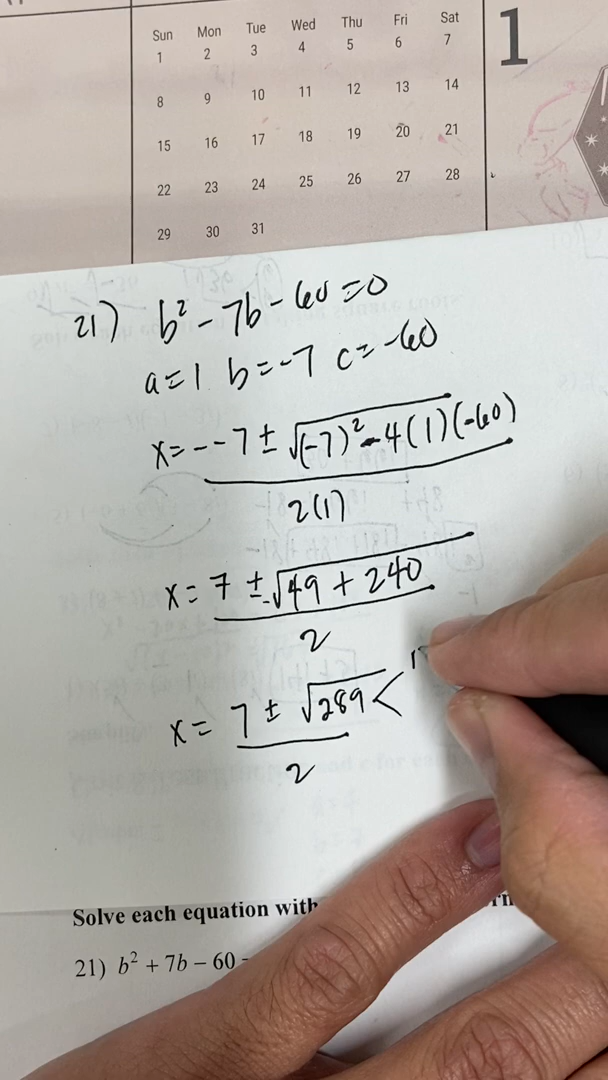 Sun Mon Tue Wed Thu Fri Sat
1 2 3 4 5 6 7
8 9 10 11 12 13 14
15 16 17 18 19 20 21
22 23 24 25 26 27 28
29 30 31
1
21) b² - 7b - 60 = 0
a = 1 b = -7 c = -60
x = --7 ± √(-7)² - 4(1)(-60)
2(1)
x = 7 ± √49 + 240
2
x = 7 ± √289 < 1
2
Solve each equation with
21) b² + 7b − 60